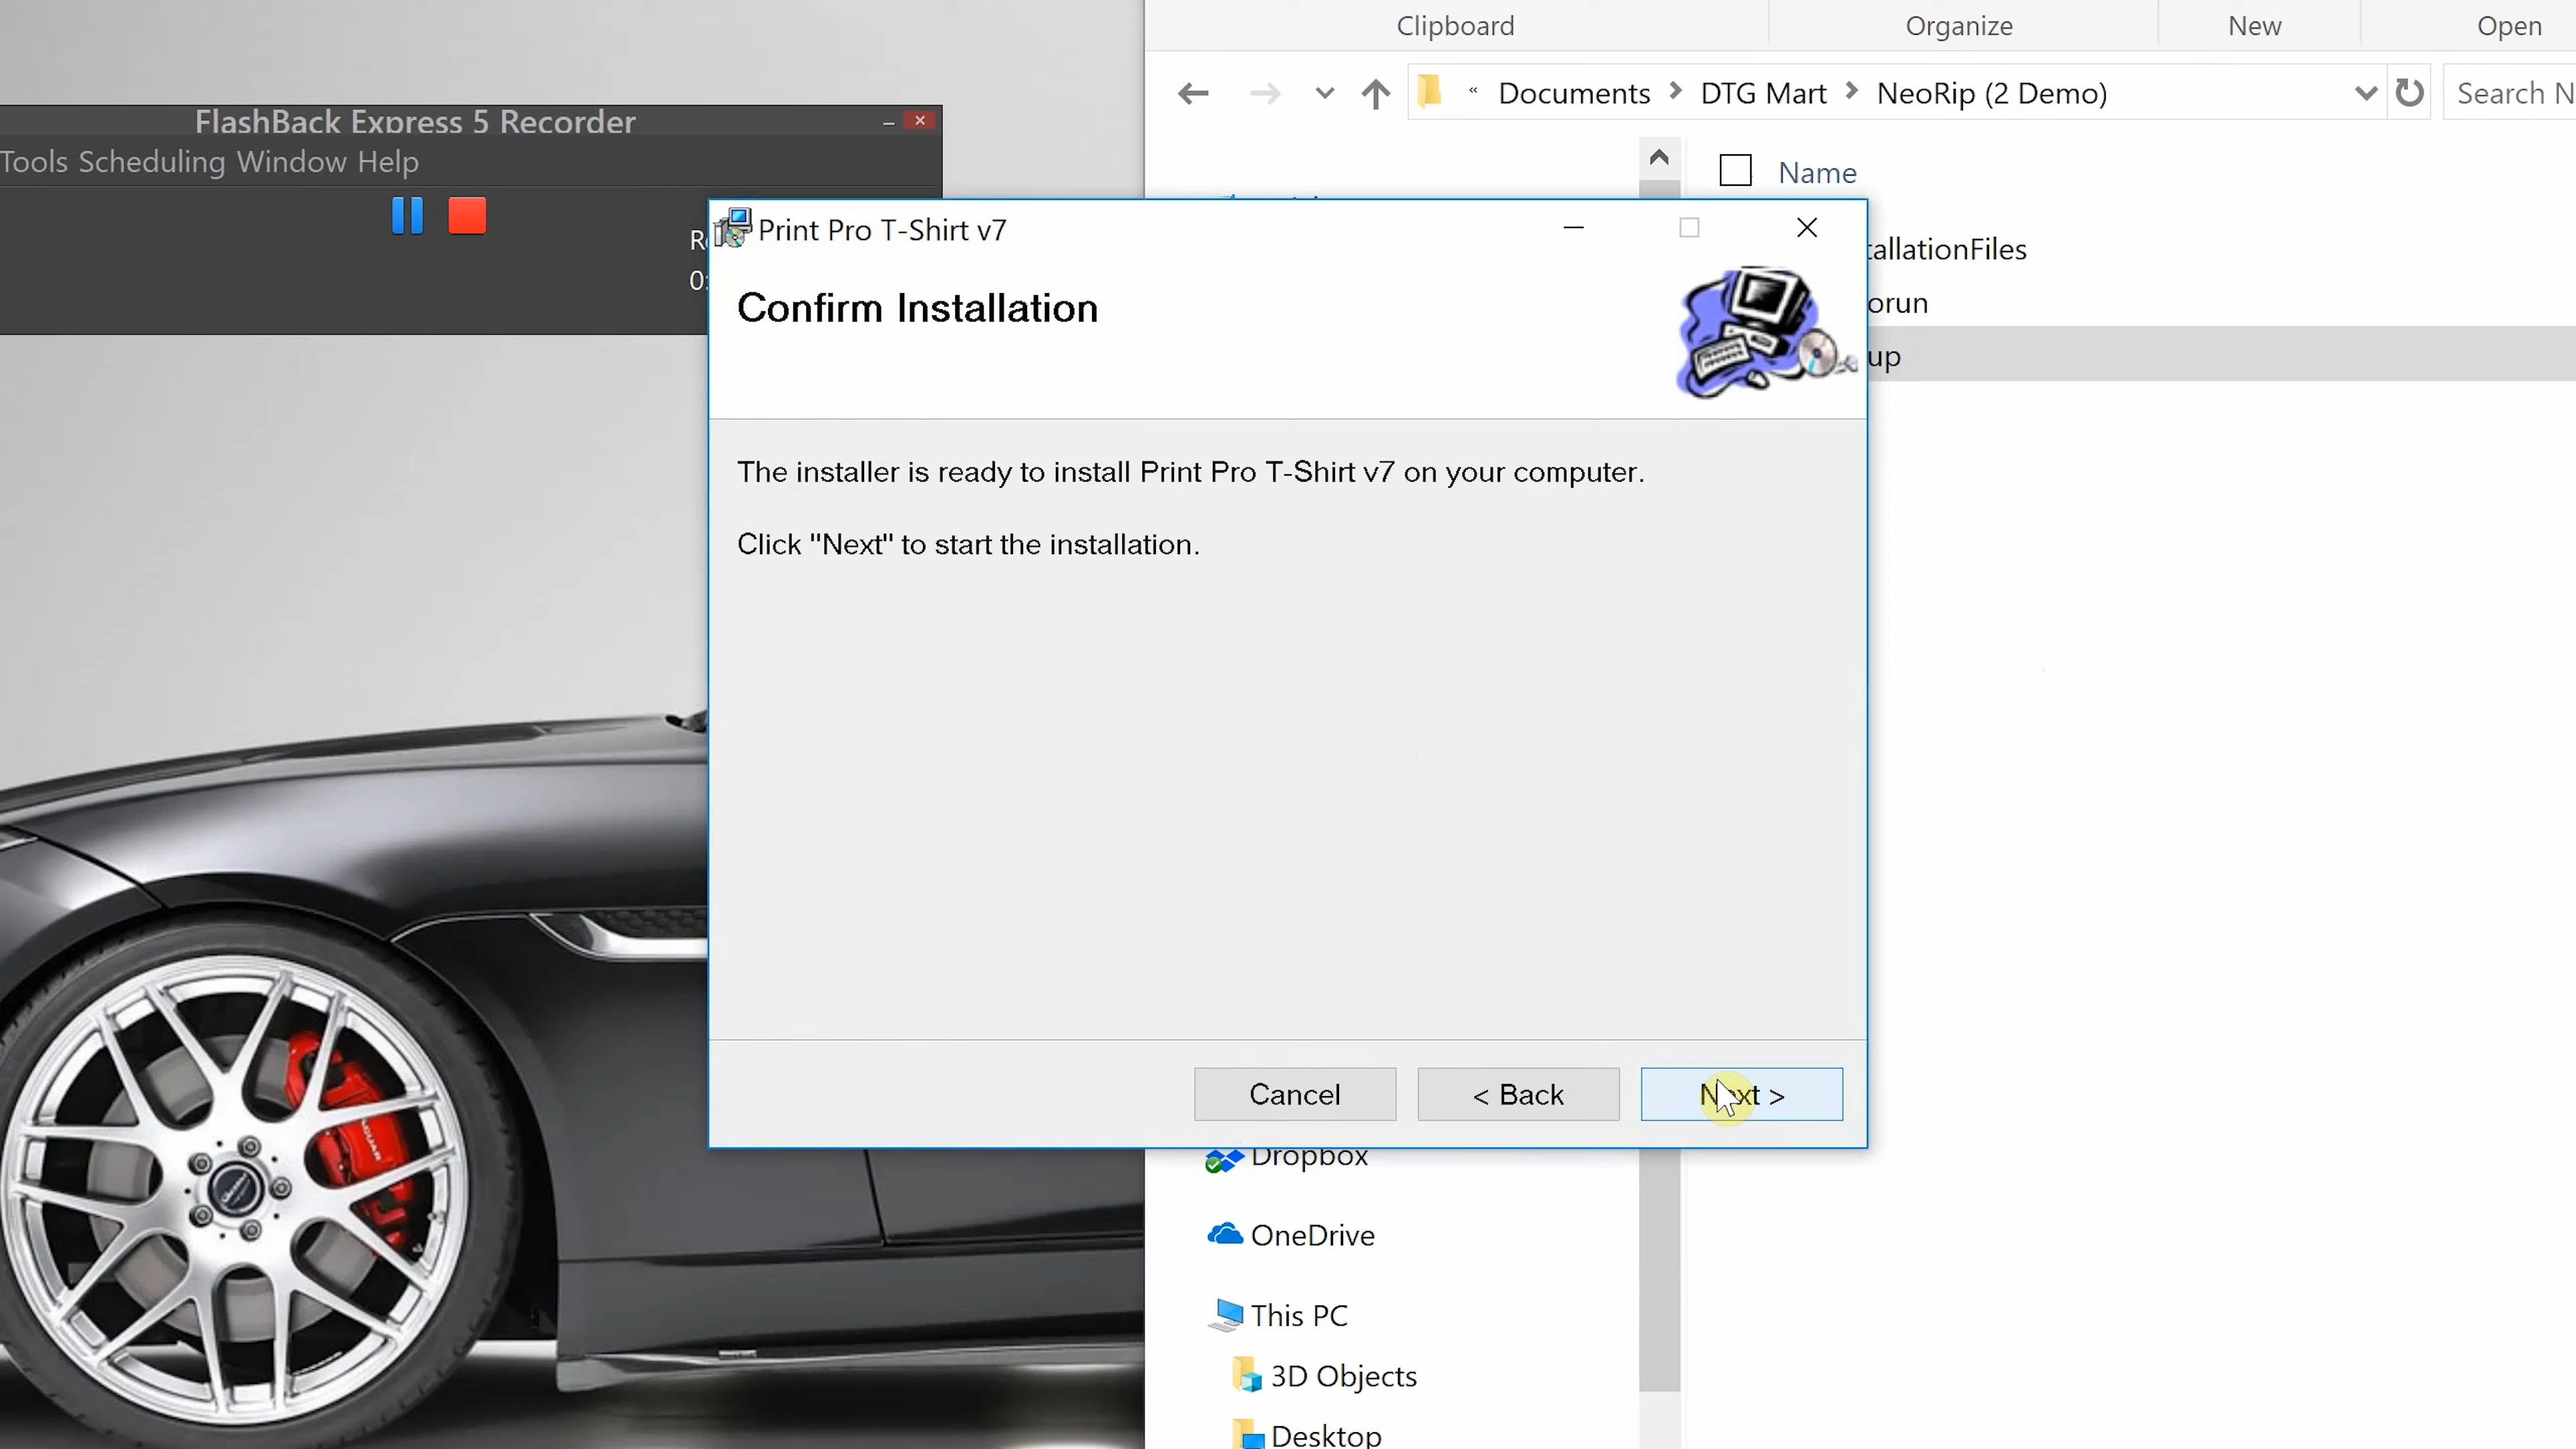 Clipboard
Organize
New
Open
« Documents > DTG Mart > NeoRip (2 Demo)
Search N
FlashBack Express 5 Recorder
Tools Scheduling Window Help
Name
tallationFiles
orun
up
Print Pro T-Shirt v7
Confirm Installation
The installer is ready to install Print Pro T-Shirt v7 on your computer.
Click "Next" to start the installation.
Cancel
< Back
Next >
Dropbox
OneDrive
This PC
3D Objects
Desktop